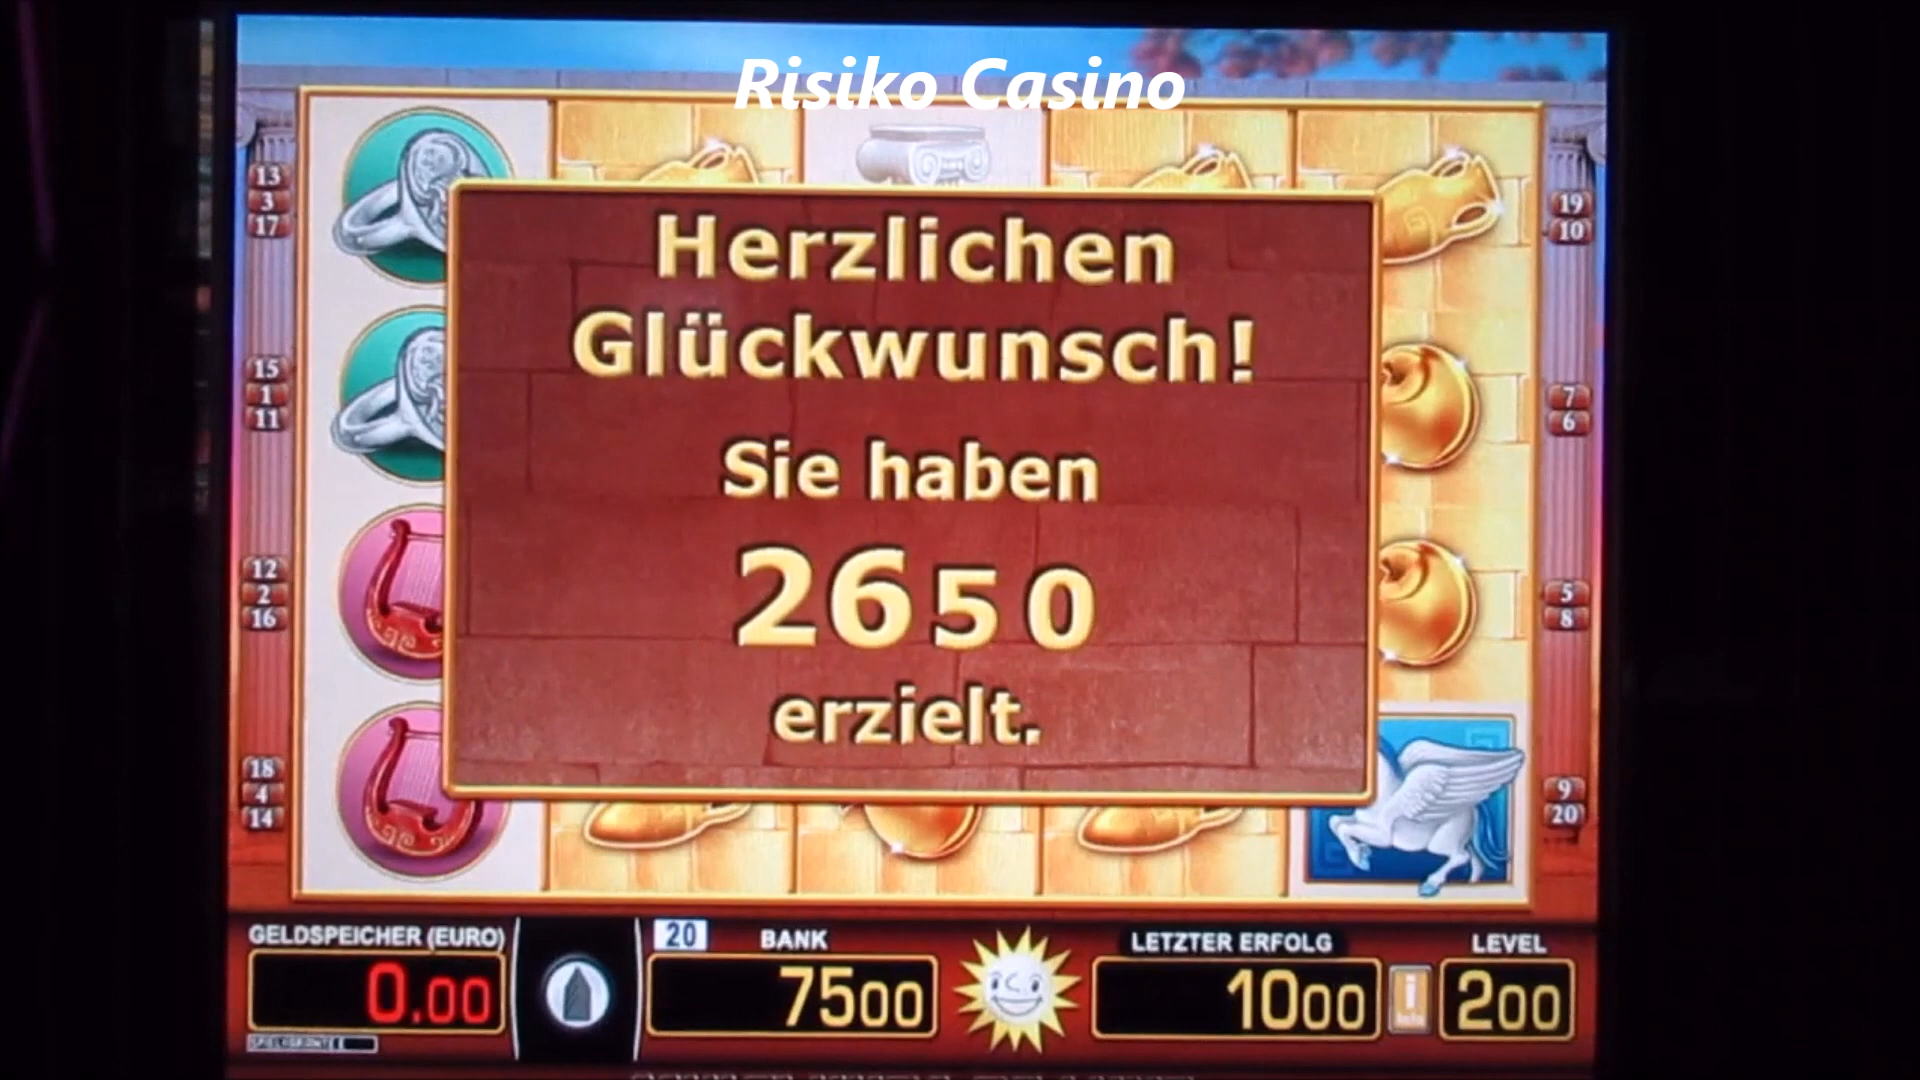 Risiko Casino
13
3
17
19
10
Herzlichen
Glückwunsch!
15
1
11
7
6
Sie haben
2650
12
2
16
5
8
erzielt.
18
4
14
9
20
GELDSPEICHER (EURO)
20 BANK
LETZTER ERFOLG
LEVEL
0.00
7500
1000
i
200